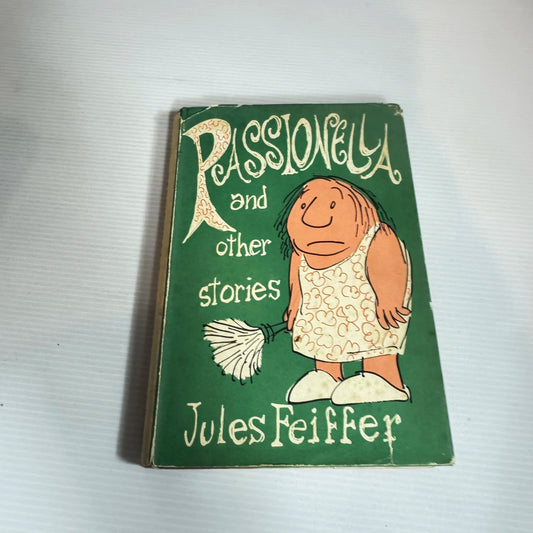 PASSIONELLA
and
other
stories
Jules Feiffer